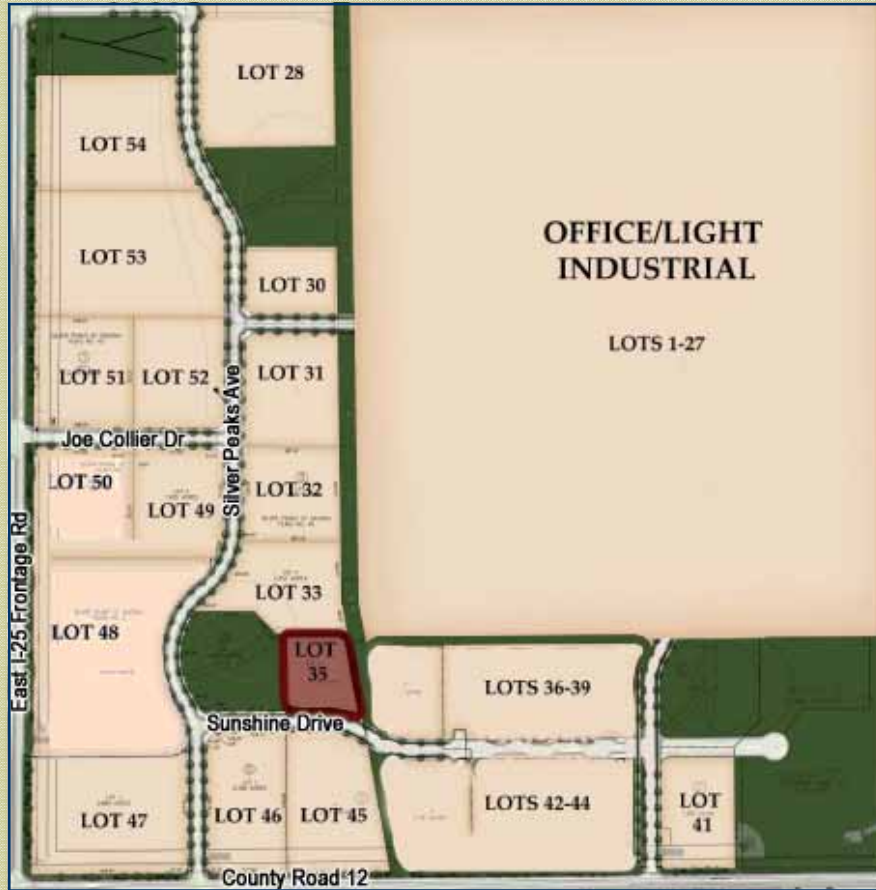 LOT 28
LOT 54
OFFICE/LIGHT
INDUSTRIAL
LOT 53
LOT 30
LOTS 1-27
LOT 51
LOT 52
LOT 31
Silver Peaks Ave
Joe Collier Dr
LOT 50
LOT 32
LOT 49
East I-25 Frontage Rd
LOT 33
LOT 48
LOT
35
LOTS 36-39
Sunshine Drive
LOT 47
LOT 46
LOT 45
LOTS 42-44
LOT
41
County Road 12